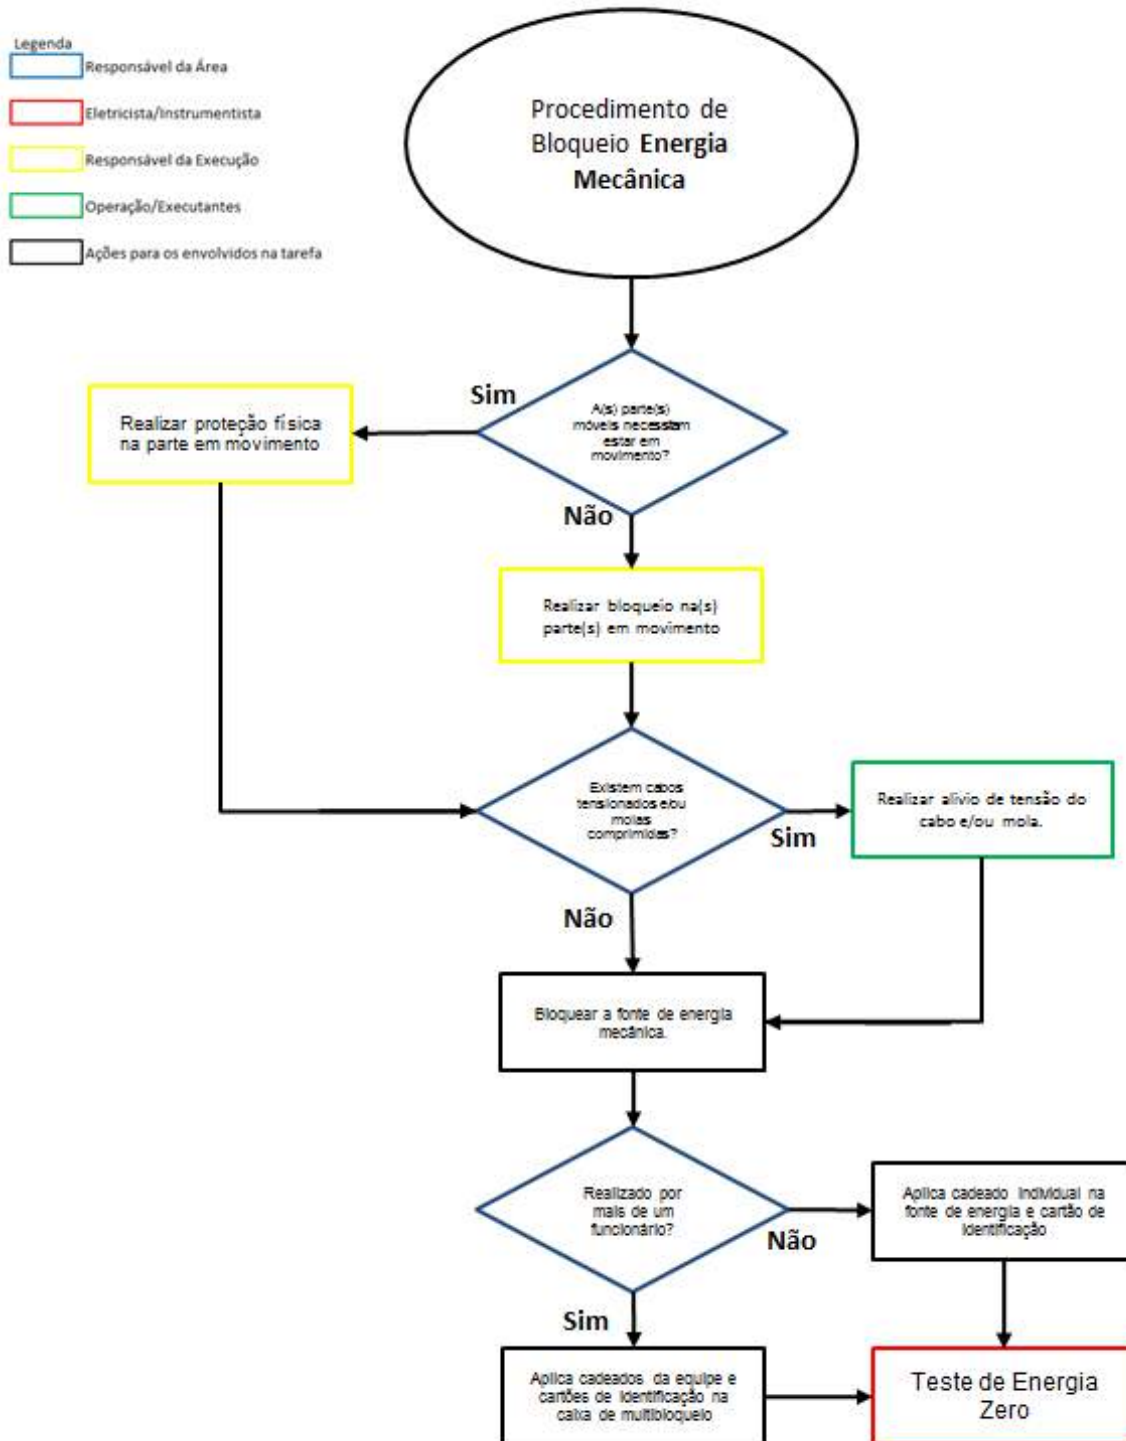 Legenda
Responsável da Área
Eletricista/Instrumentista
Responsável da Execução
Operação/Executantes
Ações para os envolvidos na tarefa
Procedimento de
Bloqueio Energia
Mecânica
Sim
A(s) parte(s)
móveis necessitam
estar em
movimento?
Realizar proteção física
na parte em movimento
Não
Realizar bloqueio na(s)
parte(s) em movimento
Existem cabos
tensionados e/ou
molas
comprimidas?
Sim
Realizar alívio de tensão do
cabo e/ou mola.
Não
Bloquear a fonte de energia
mecânica.
Realizado por
mais de um
funcionário?
Não
Aplica cadeado individual na
fonte de energia e cartão de
identificação
Sim
Aplica cadeados da equipe e
cartões de identificação na
caixa de multibloqueio
Teste de Energia
Zero